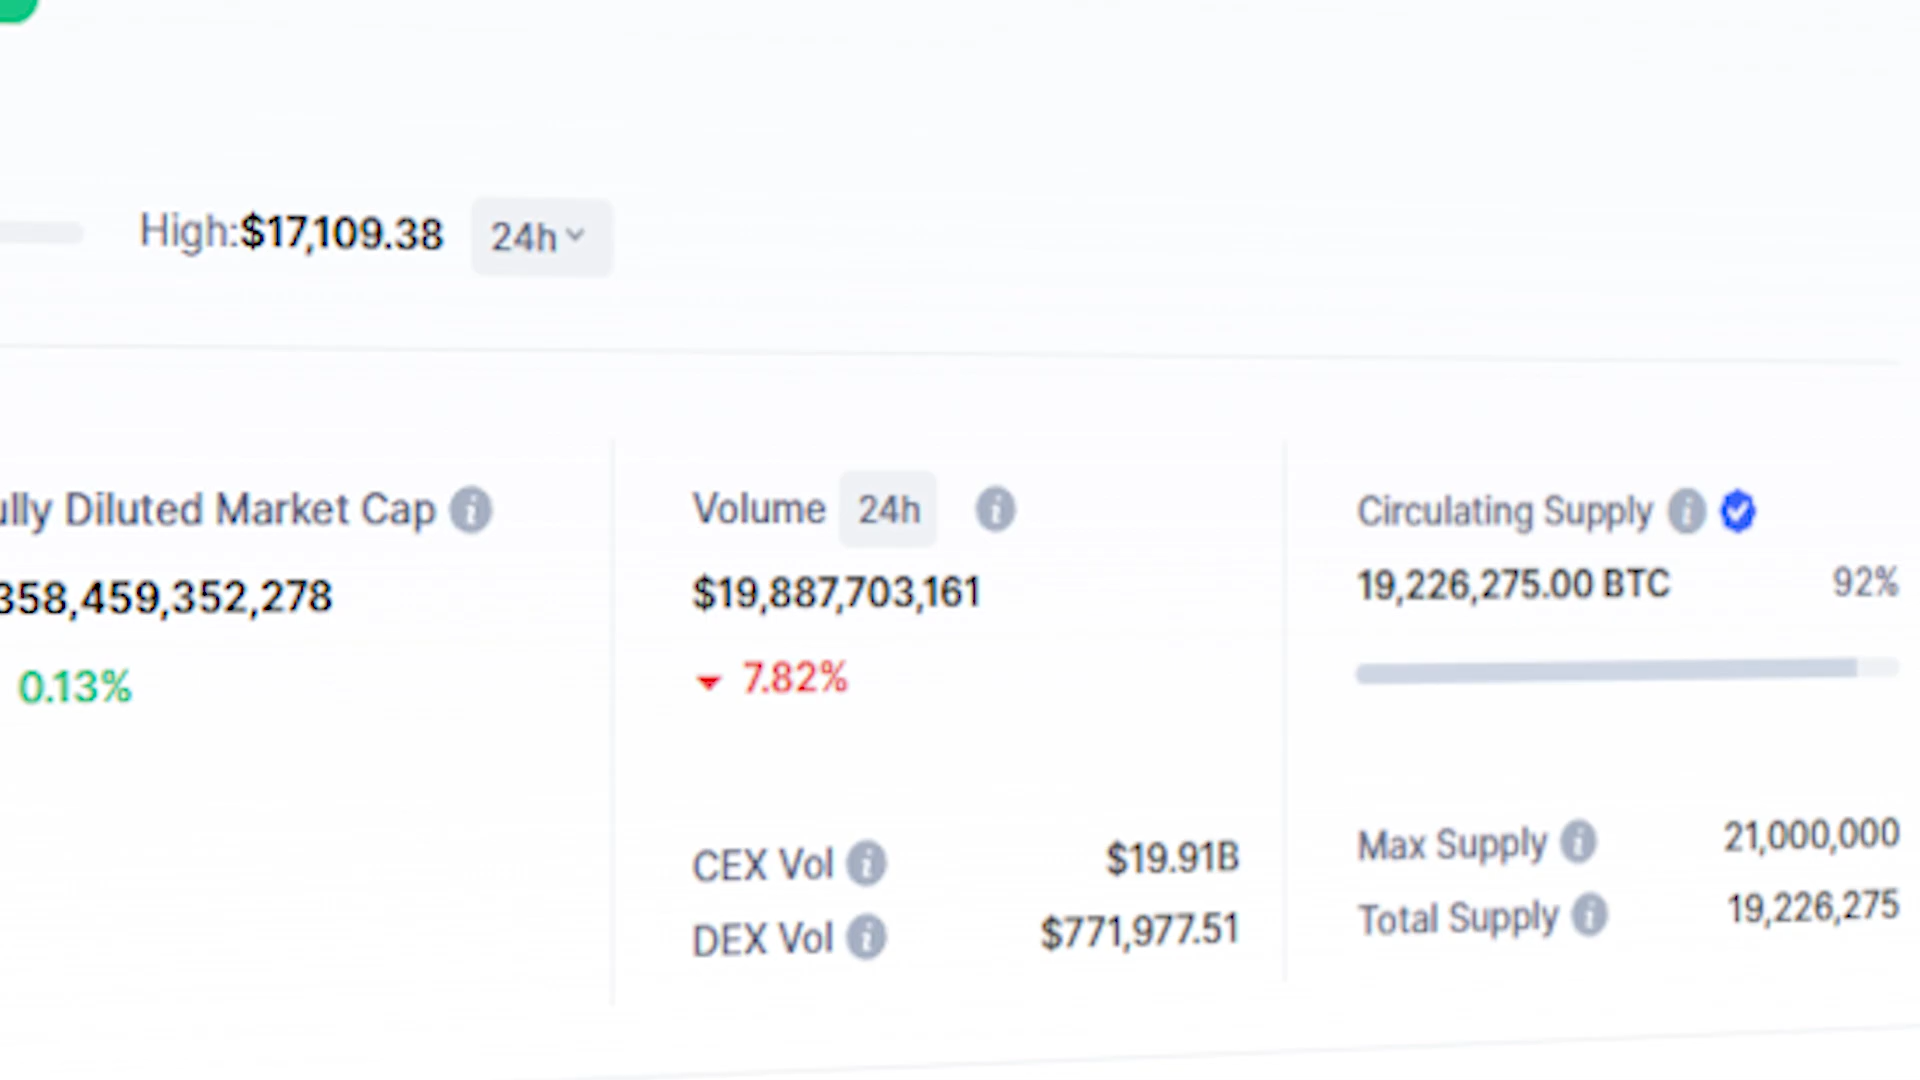 High:$17,109.38 24h
ully Diluted Market Cap
358,459,352,278
0.13%
Volume 24h
$19,887,703,161
7.82%
CEX Vol $19.91B
DEX Vol $771,977.51
Circulating Supply
19,226,275.00 BTC 92%
Max Supply 21,000,000
Total Supply 19,226,275